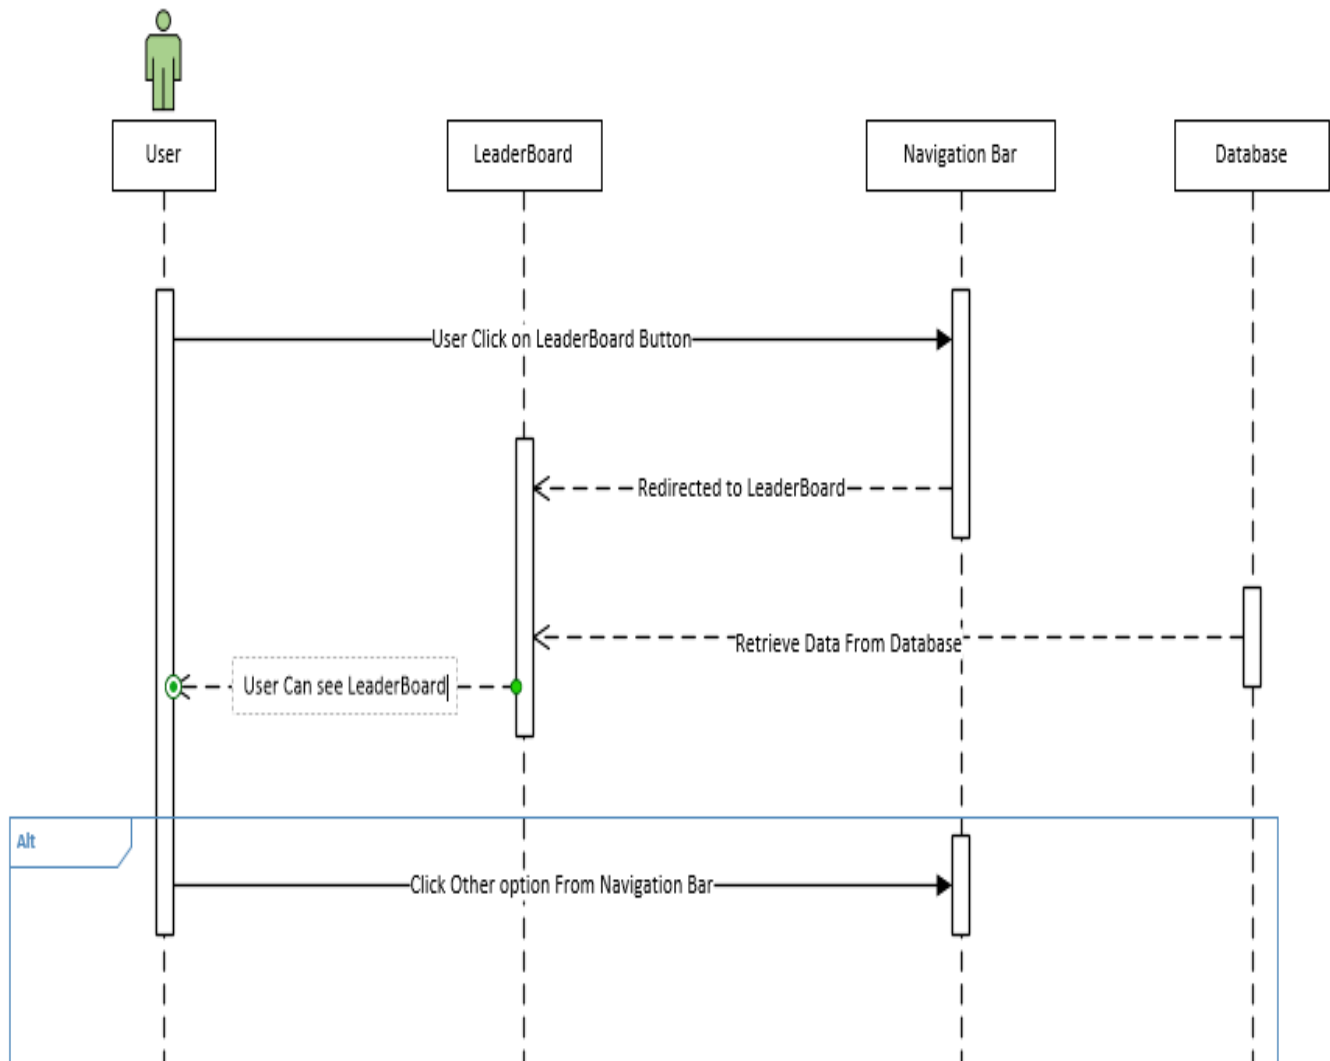 User
LeaderBoard
Navigation Bar
Database
User Click on LeaderBoard Button
Redirected to LeaderBoard
Retrieve Data From Database
User Can see LeaderBoard
Alt
Click Other option From Navigation Bar